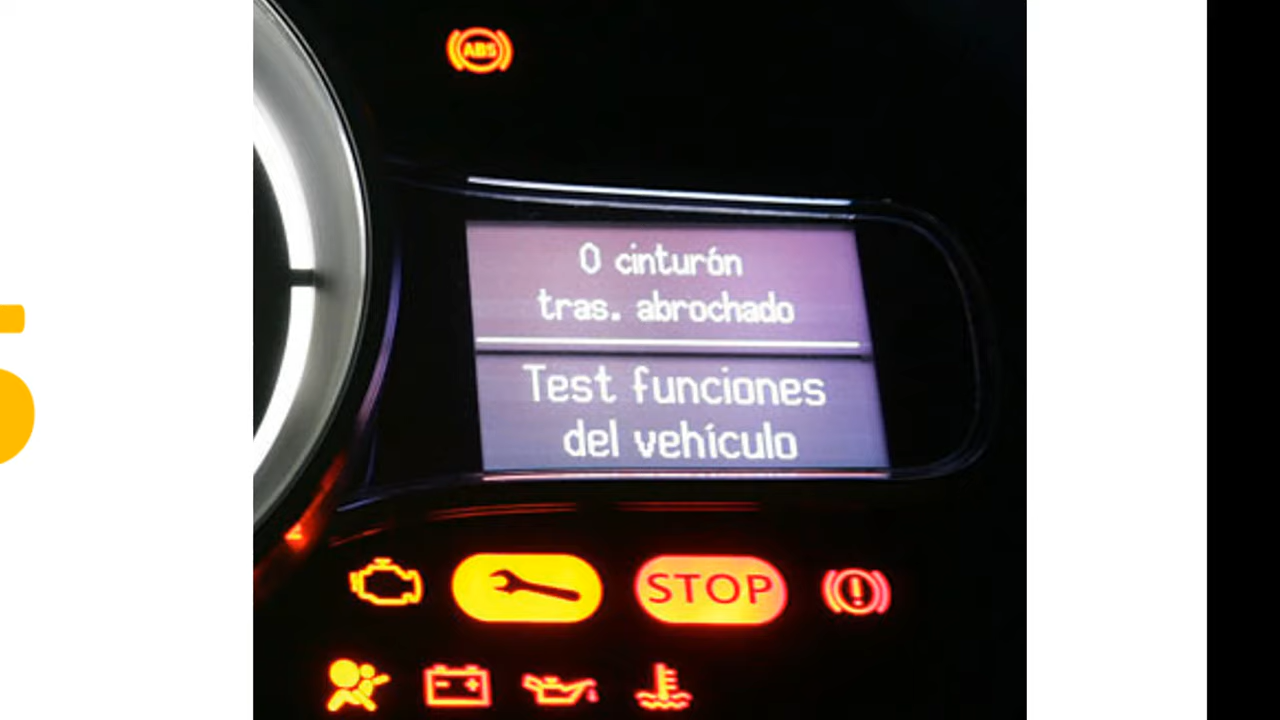 ABS
0 cinturón
tras. abrochado
Test funciones
del vehículo
STOP